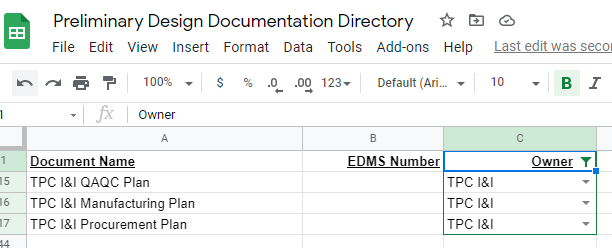 Preliminary Design Documentation Directory
File Edit View Insert Format Data Tools Add-ons Help Last edit was seco
100% $ % .0 .00 123 Default (Ari... 10 B I
1 fx Owner
A B C
1 Document Name EDMS Number Owner
15 TPC I&I QAQC Plan TPC I&I
16 TPC I&I Manufacturing Plan TPC I&I
17 TPC I&I Procurement Plan TPC I&I
44